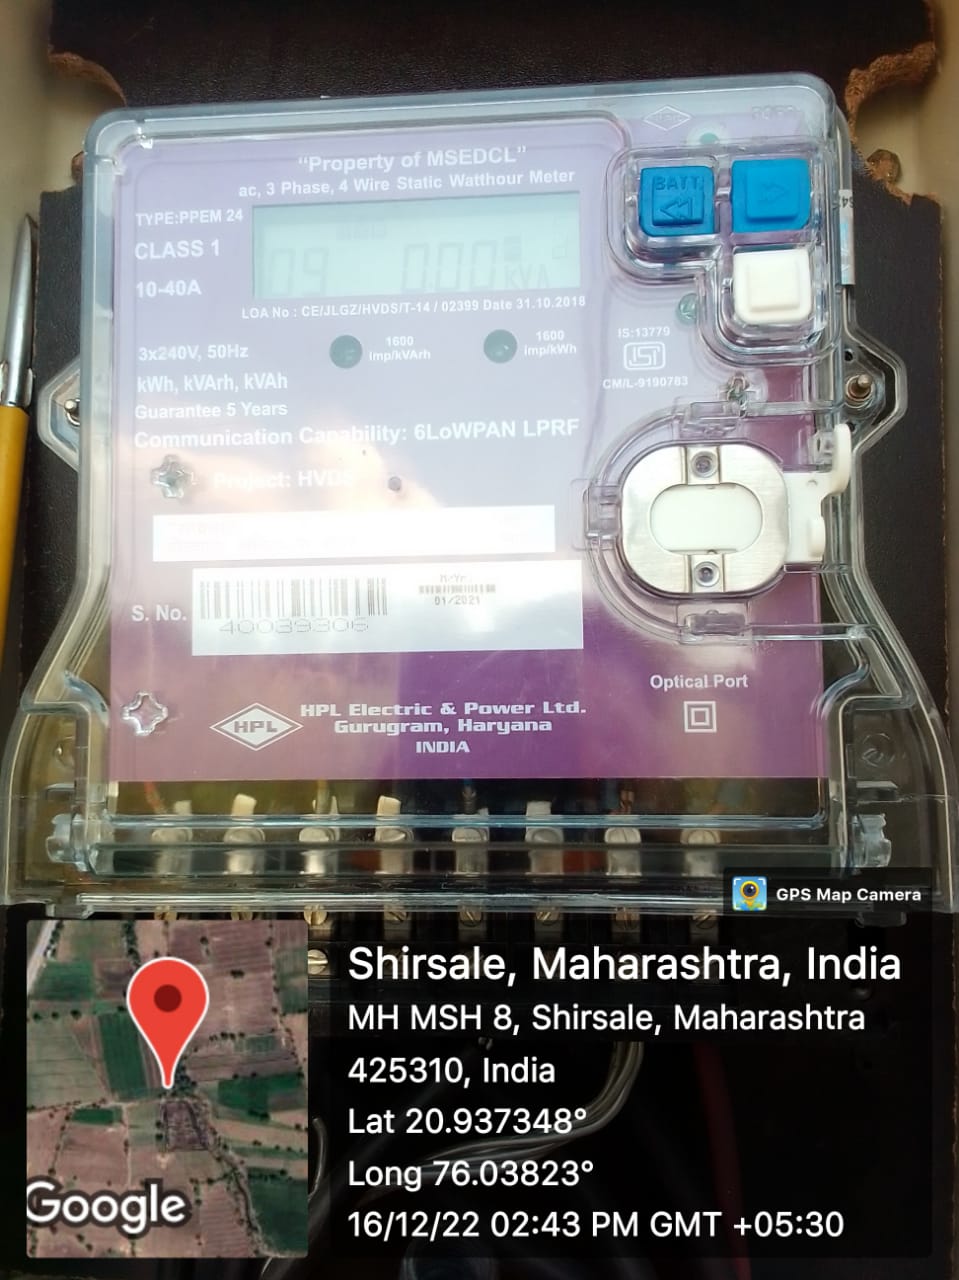 "Property of MSEDCL"
ac, 3 Phase, 4 Wire Static Watthour Meter
TYPE:PPEM 24
CLASS 1
10-40A
09 0.00 kVA
LOA No : CE/JLGZ/HVDS/T-14 / 02399 Date 31.10.2018
BATT.
3x240V, 50Hz
1600
imp/kVArh
1600
imp/kWh
IS:13779
ISI
CM/L-9190783
kWh, kVArh, kVAh
Guarantee 5 Years
Communication Capability: 6LoWPAN LPRF
Project: HVDS
S. No.
40039306
01/2021
Optical Port
HPL
HPL Electric & Power Ltd.
Gurugram, Haryana
INDIA
GPS Map Camera
Google
Shirsale, Maharashtra, India
MH MSH 8, Shirsale, Maharashtra
425310, India
Lat 20.937348°
Long 76.03823°
16/12/22 02:43 PM GMT +05:30